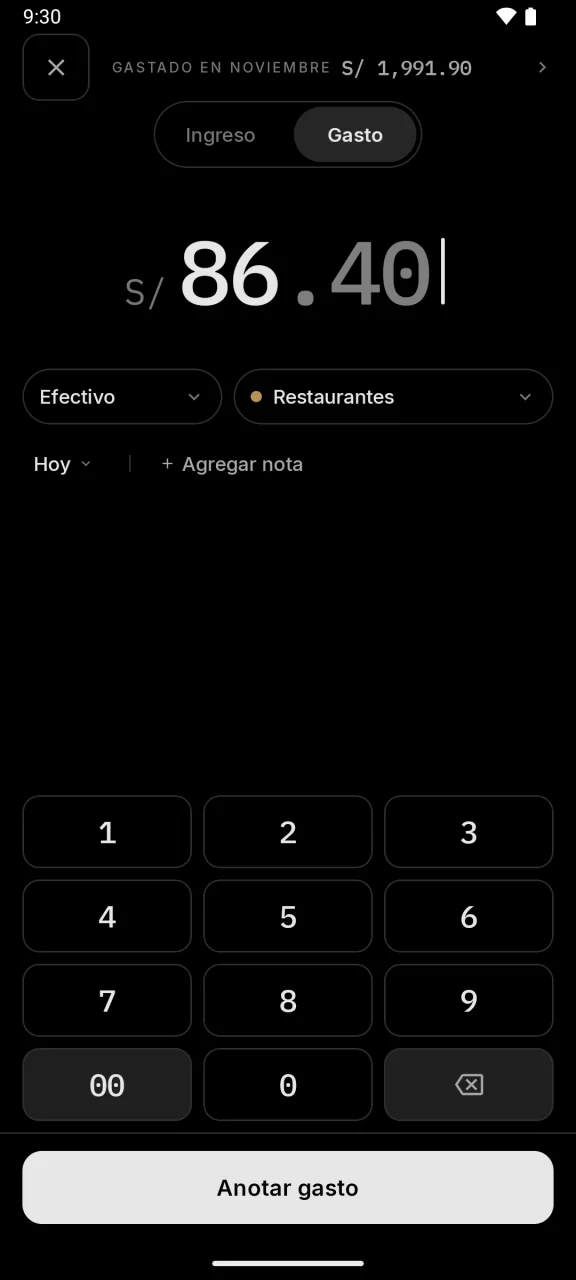 9:30
GASTADO EN NOVIEMBRE S/ 1,991.90
Ingreso Gasto
S/ 86.40
Efectivo Restaurantes
Hoy + Agregar nota
1 2 3
4 5 6
7 8 9
00 0
Anotar gasto